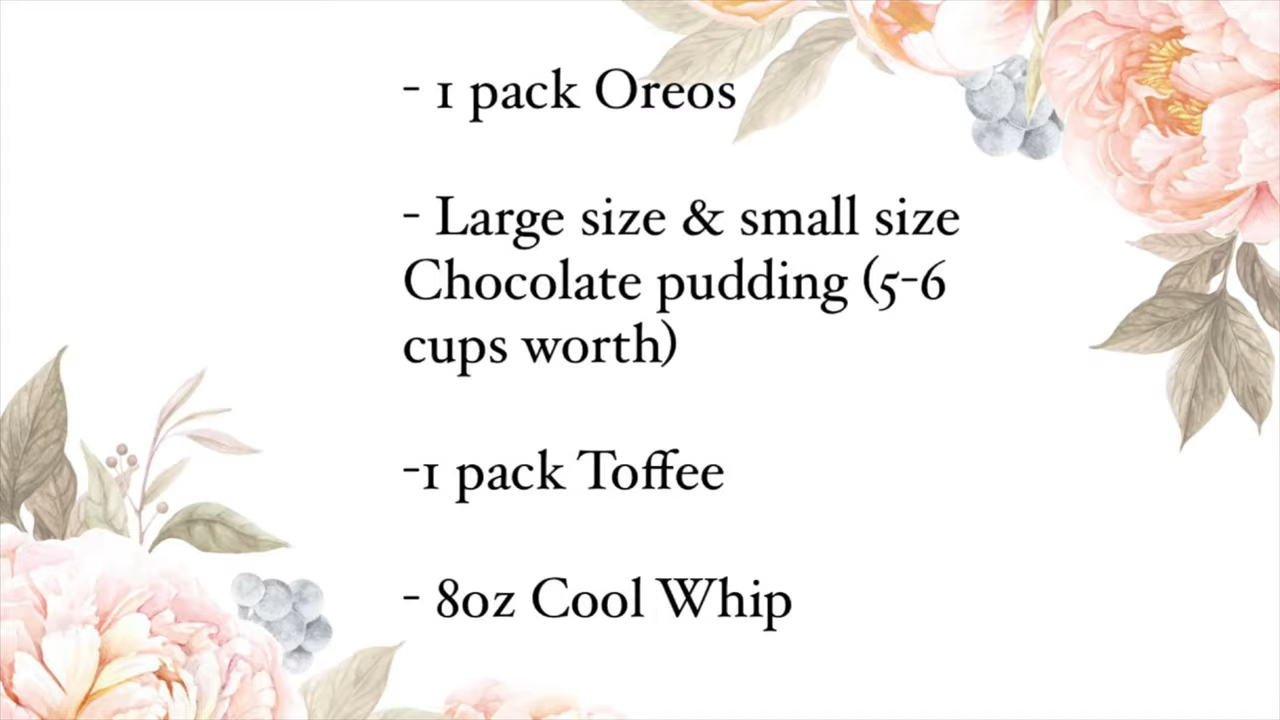 - 1 pack Oreos
- Large size & small size
Chocolate pudding (5-6
cups worth)
-1 pack Toffee
- 8oz Cool Whip